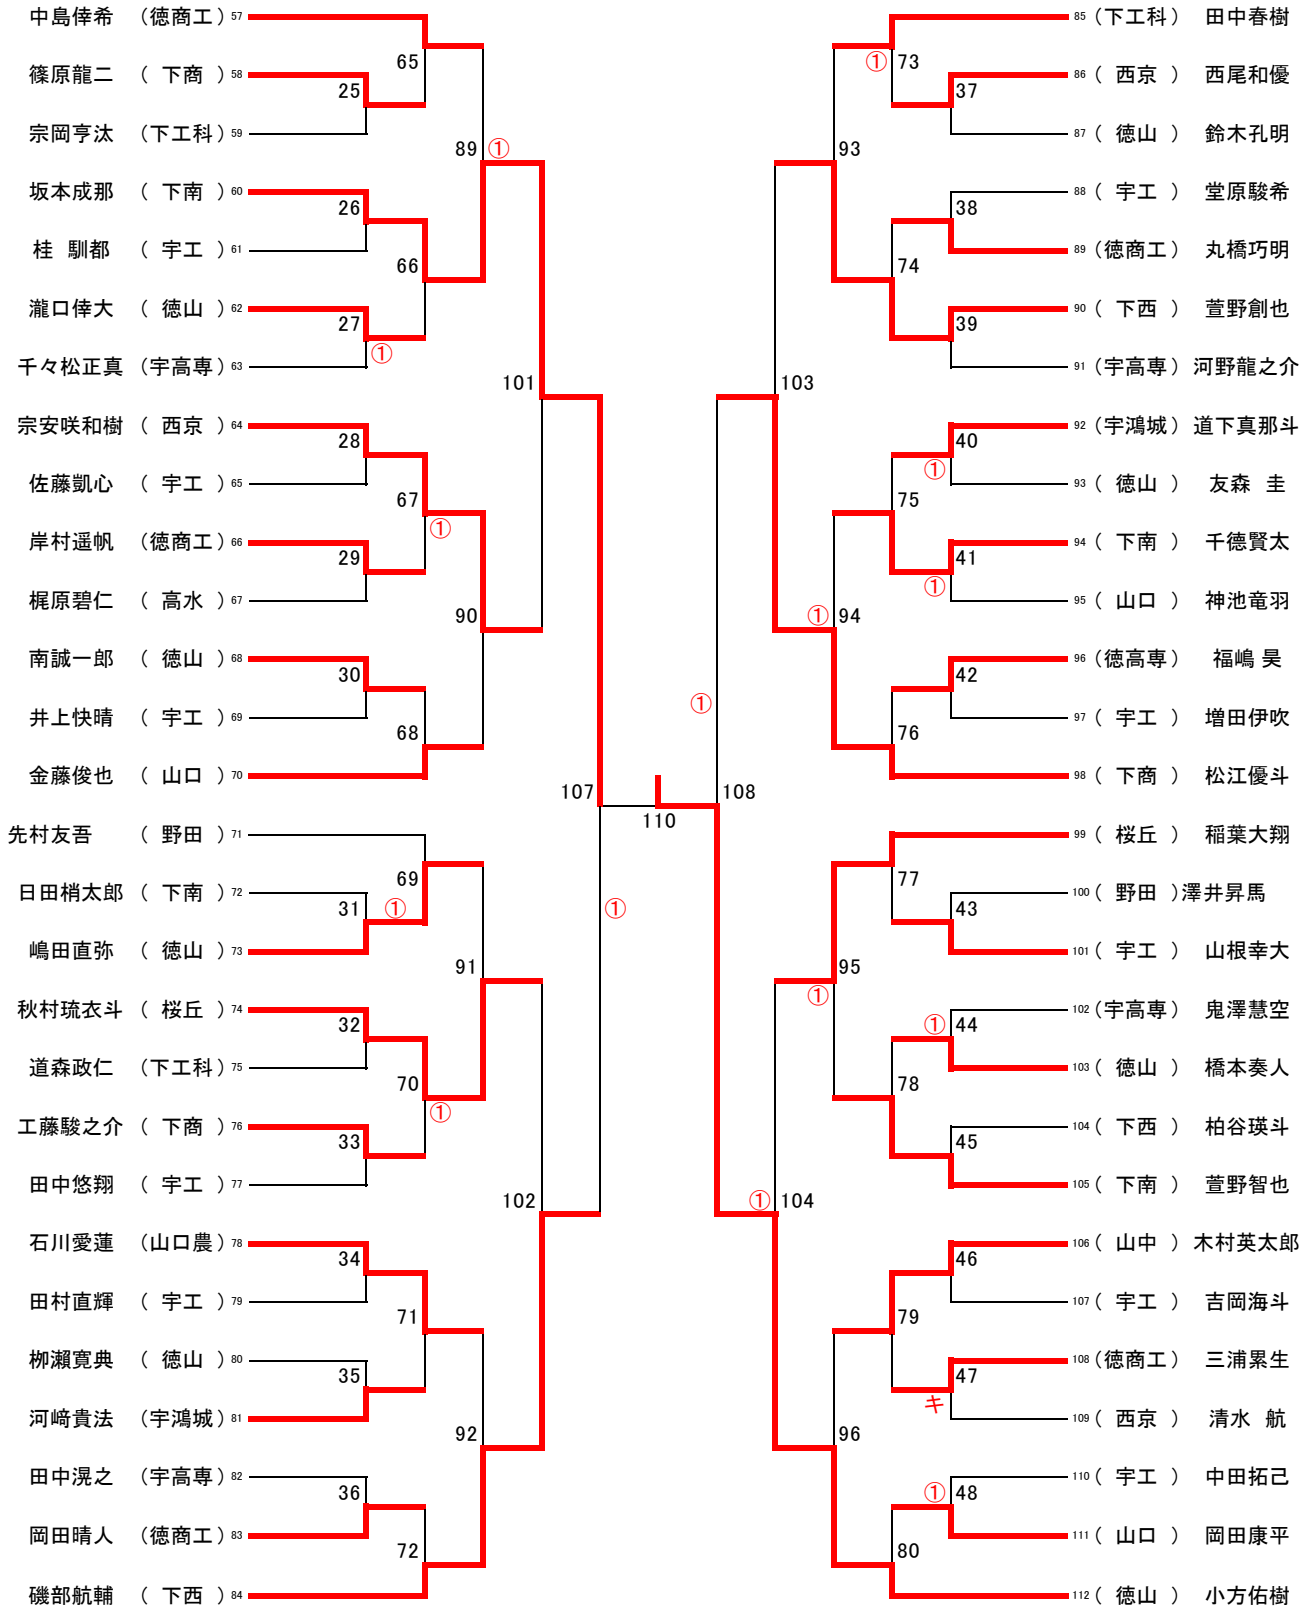 中島倖希 （徳商工） 57
65
篠原龍二 （ 下商 ） 58
25
宗岡亨汰 （下工科） 59
89 ①
坂本成那 （ 下南 ） 60
26
桂 馴都 （ 宇工 ） 61
66
瀧口倖大 （ 徳山 ） 62
27
①
千々松正真 （宇高専） 63
101
宗安咲和樹 （ 西京 ） 64
28
佐藤凱心 （ 宇工 ） 65
67
①
岸村遥帆 （徳商工） 66
29
梶原碧仁 （ 高水 ） 67
90
南誠一郎 （ 徳山 ） 68
30
井上快晴 （ 宇工 ） 69
68
金藤俊也 （ 山口 ） 70
107
先村友吾 （ 野田 ） 71
69
日田梢太郎 （ 下南 ） 72
31 ①
①
嶋田直弥 （ 徳山 ） 73
91
秋村琉衣斗 （ 桜丘 ） 74
32
道森政仁 （下工科） 75
70
①
工藤駿之介 （ 下商 ） 76
33
田中悠翔 （ 宇工 ） 77
102
石川愛蓮 （山口農） 78
34
田村直輝 （ 宇工 ） 79
71
栁瀨寛典 （ 徳山 ） 80
35
河﨑貴法 （宇鴻城） 81
92
田中滉之 （宇高専） 82
36
岡田晴人 （徳商工） 83
72
磯部航輔 （ 下西 ） 84
110
85 （下工科） 田中春樹
① 73
86 （ 西京 ） 西尾和優
37
87 （ 徳山 ） 鈴木孔明
93
88 （ 宇工 ） 堂原駿希
38
89 （徳商工） 丸橋巧明
74
90 （ 下西 ） 萱野創也
39
91 （宇高専） 河野龍之介
103
92 （宇鴻城） 道下真那斗
40
①
93 （ 徳山 ） 友森 圭
75
94 （ 下南 ） 千德賢太
41
①
95 （ 山口 ） 神池竜羽
① 94
96 （徳高専） 福嶋 昊
42
①
97 （ 宇工 ） 増田伊吹
76
98 （ 下商 ） 松江優斗
108
99 （ 桜丘 ） 稲葉大翔
77
100 （ 野田 ） 澤井昇馬
43
101 （ 宇工 ） 山根幸大
95
①
102 （宇高専） 鬼澤慧空
① 44
103 （ 徳山 ） 橋本奏人
78
104 （ 下西 ） 柏谷瑛斗
45
105 （ 下南 ） 萱野智也
① 104
106 （ 山中 ） 木村英太郎
46
107 （ 宇工 ） 吉岡海斗
79
108 （徳商工） 三浦累生
47
キ
109 （ 西京 ） 清水 航
96
110 （ 宇工 ） 中田拓己
① 48
111 （ 山口 ） 岡田康平
80
112 （ 徳山 ） 小方佑樹